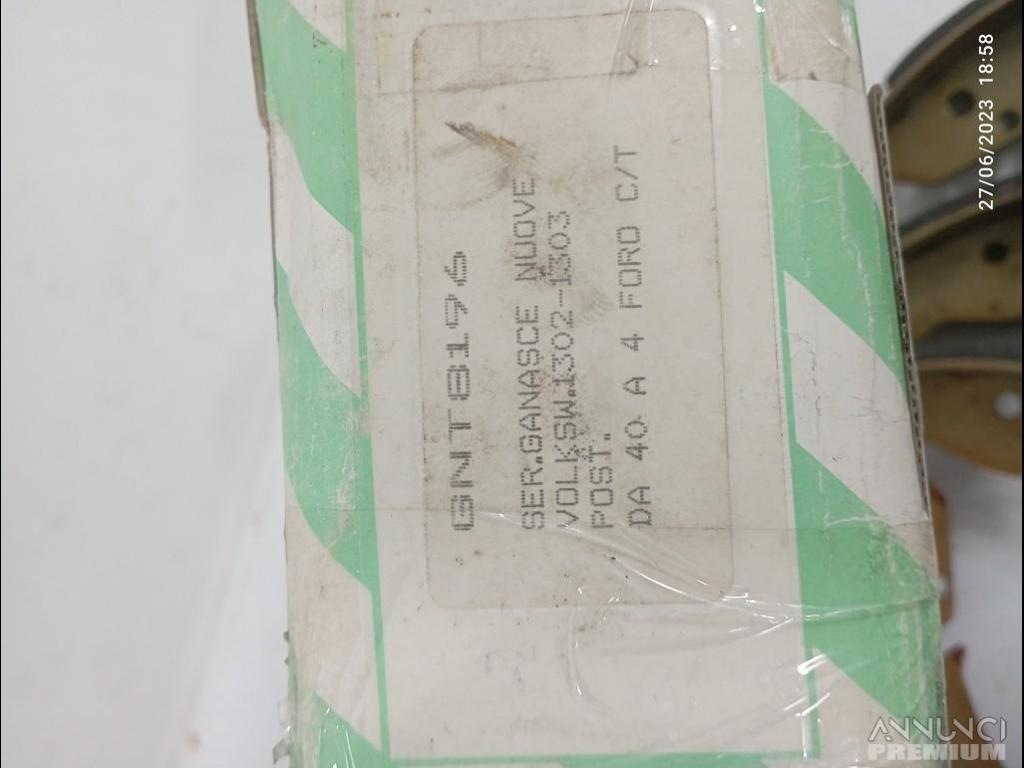 GNT8196
SER.GANASCE NUOVE
VOLKSW.1302-1303
POST.
DA 40 A 4 FORO C/T
27/06/2023 18:58
ANNUNCI
PREMIUM